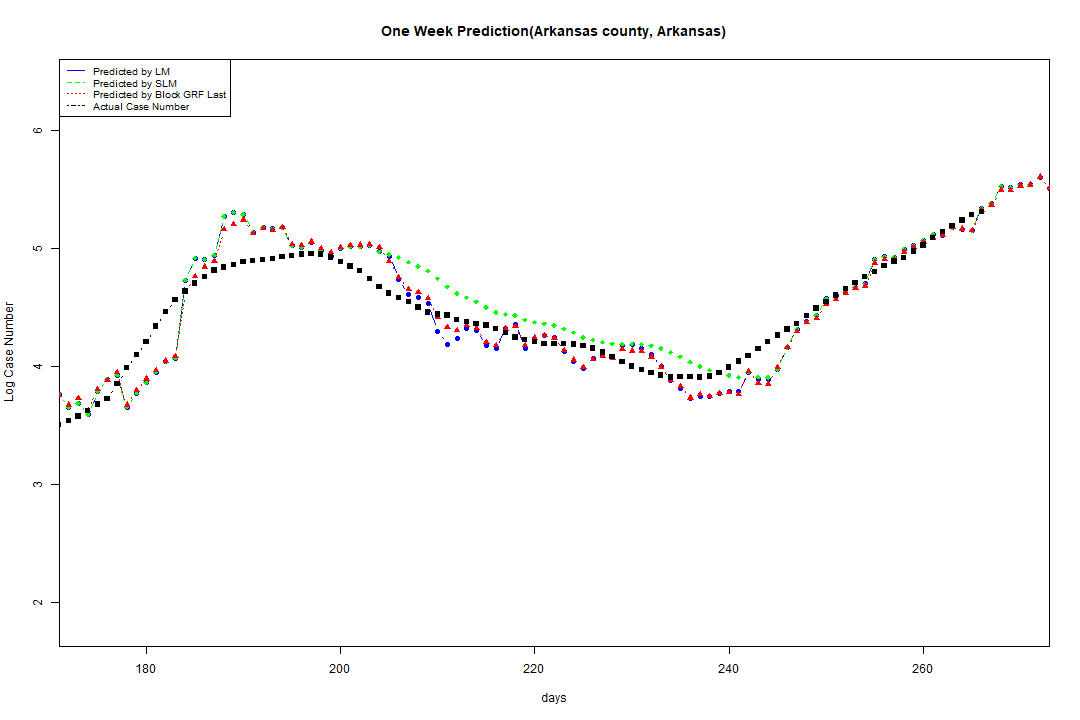 One Week Prediction(Arkansas county, Arkansas)
Predicted by LM
Predicted by SLM
Predicted by Block GRF Last
Actual Case Number
6
5
4
3
2
Log Case Number
180 200 220 240 260
days